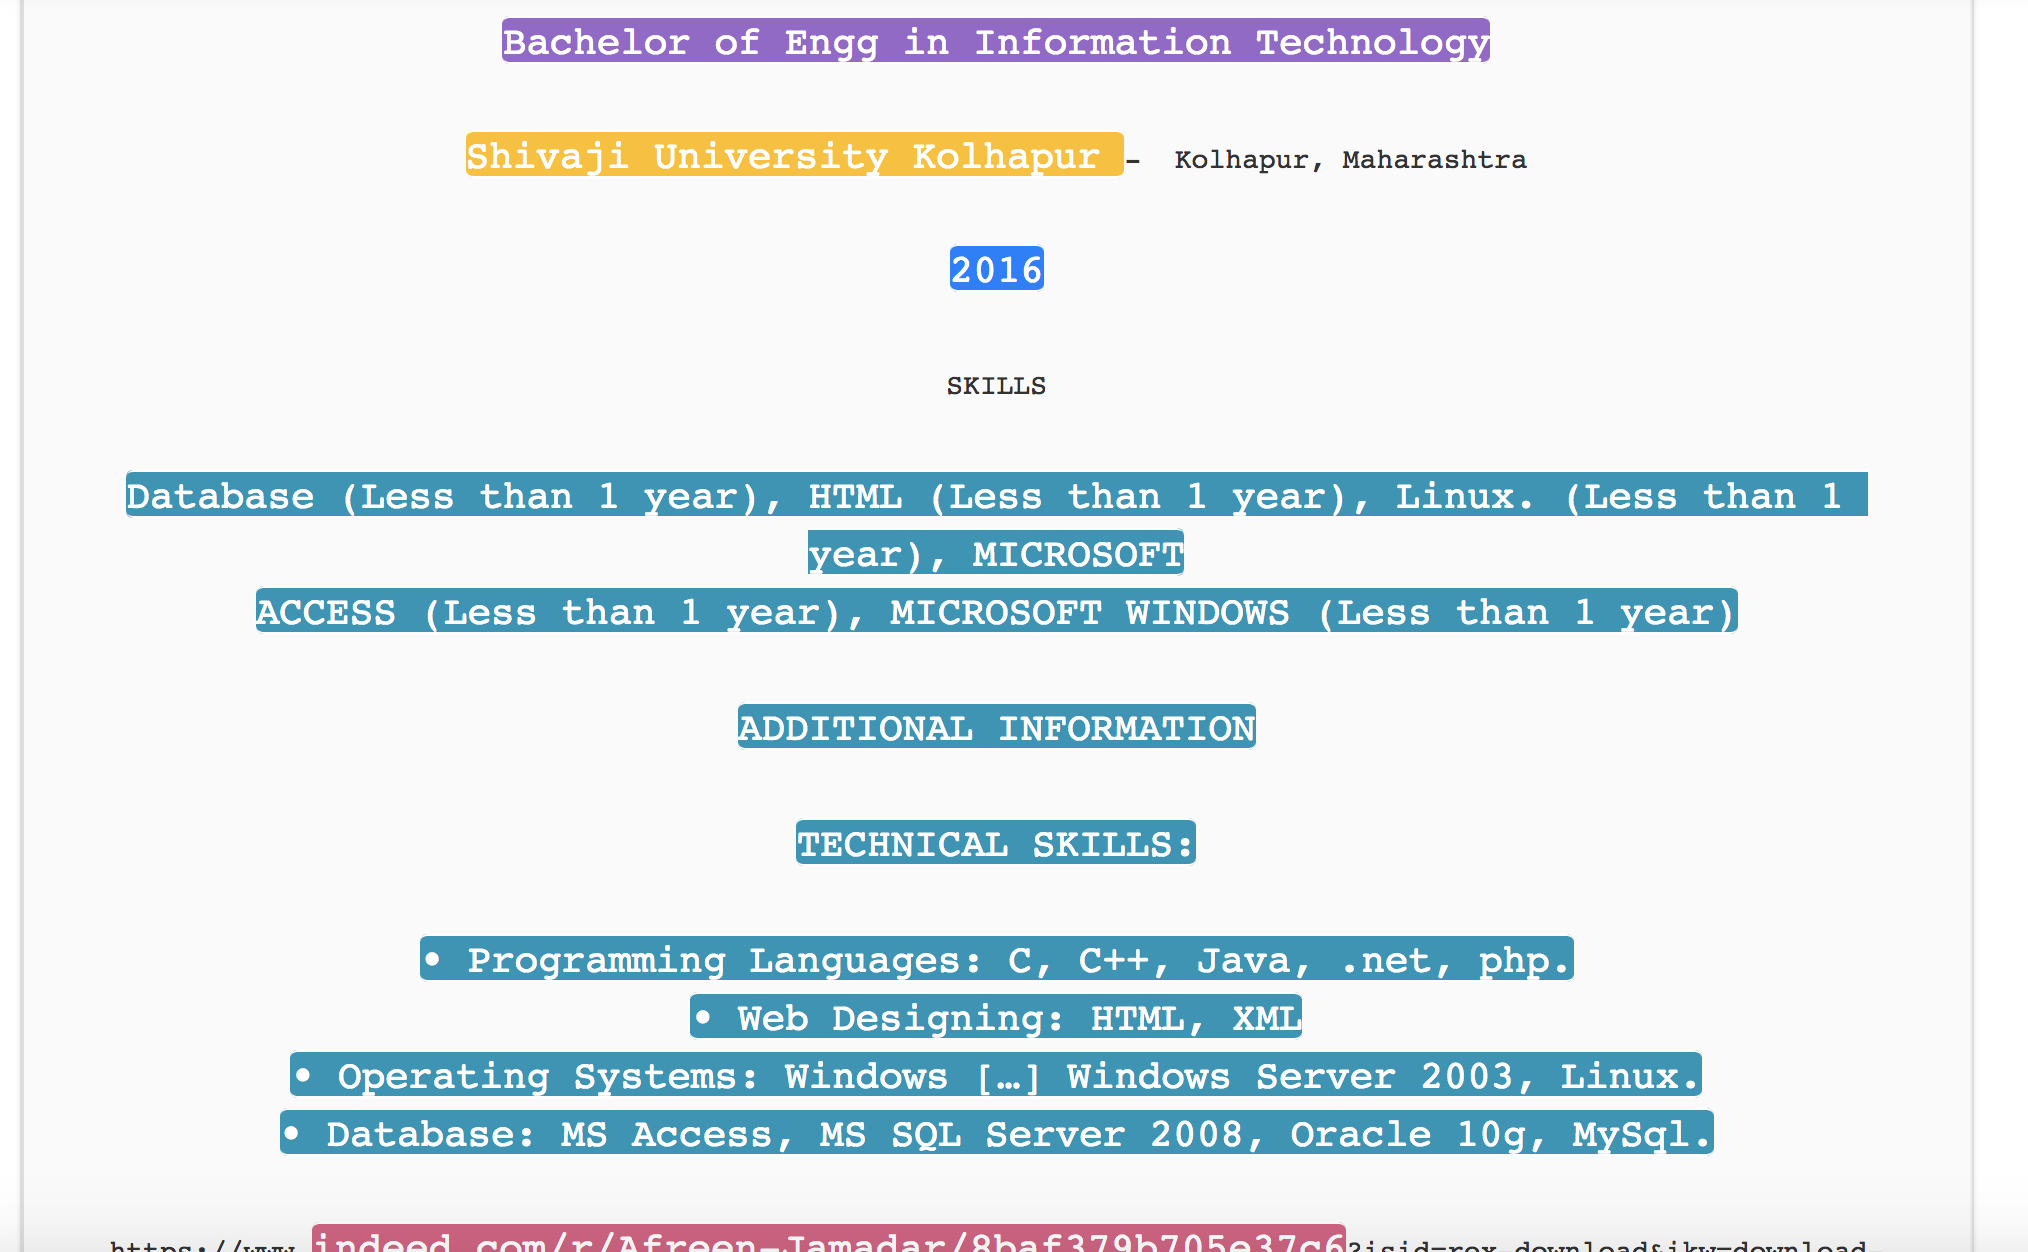 Bachelor of Engg in Information Technology
Shivaji University Kolhapur - Kolhapur, Maharashtra
2016
SKILLS
Database (Less than 1 year), HTML (Less than 1 year), Linux. (Less than 1
year), MICROSOFT
ACCESS (Less than 1 year), MICROSOFT WINDOWS (Less than 1 year)
ADDITIONAL INFORMATION
TECHNICAL SKILLS:
• Programming Languages: C, C++, Java, .net, php.
• Web Designing: HTML, XML
• Operating Systems: Windows […] Windows Server 2003, Linux.
• Database: MS Access, MS SQL Server 2008, Oracle 10g, MySql.
https://www.indeed.com/r/Afreen-Jamadar/8baf379b705e37c6?isid=rex-download&ikw=download-